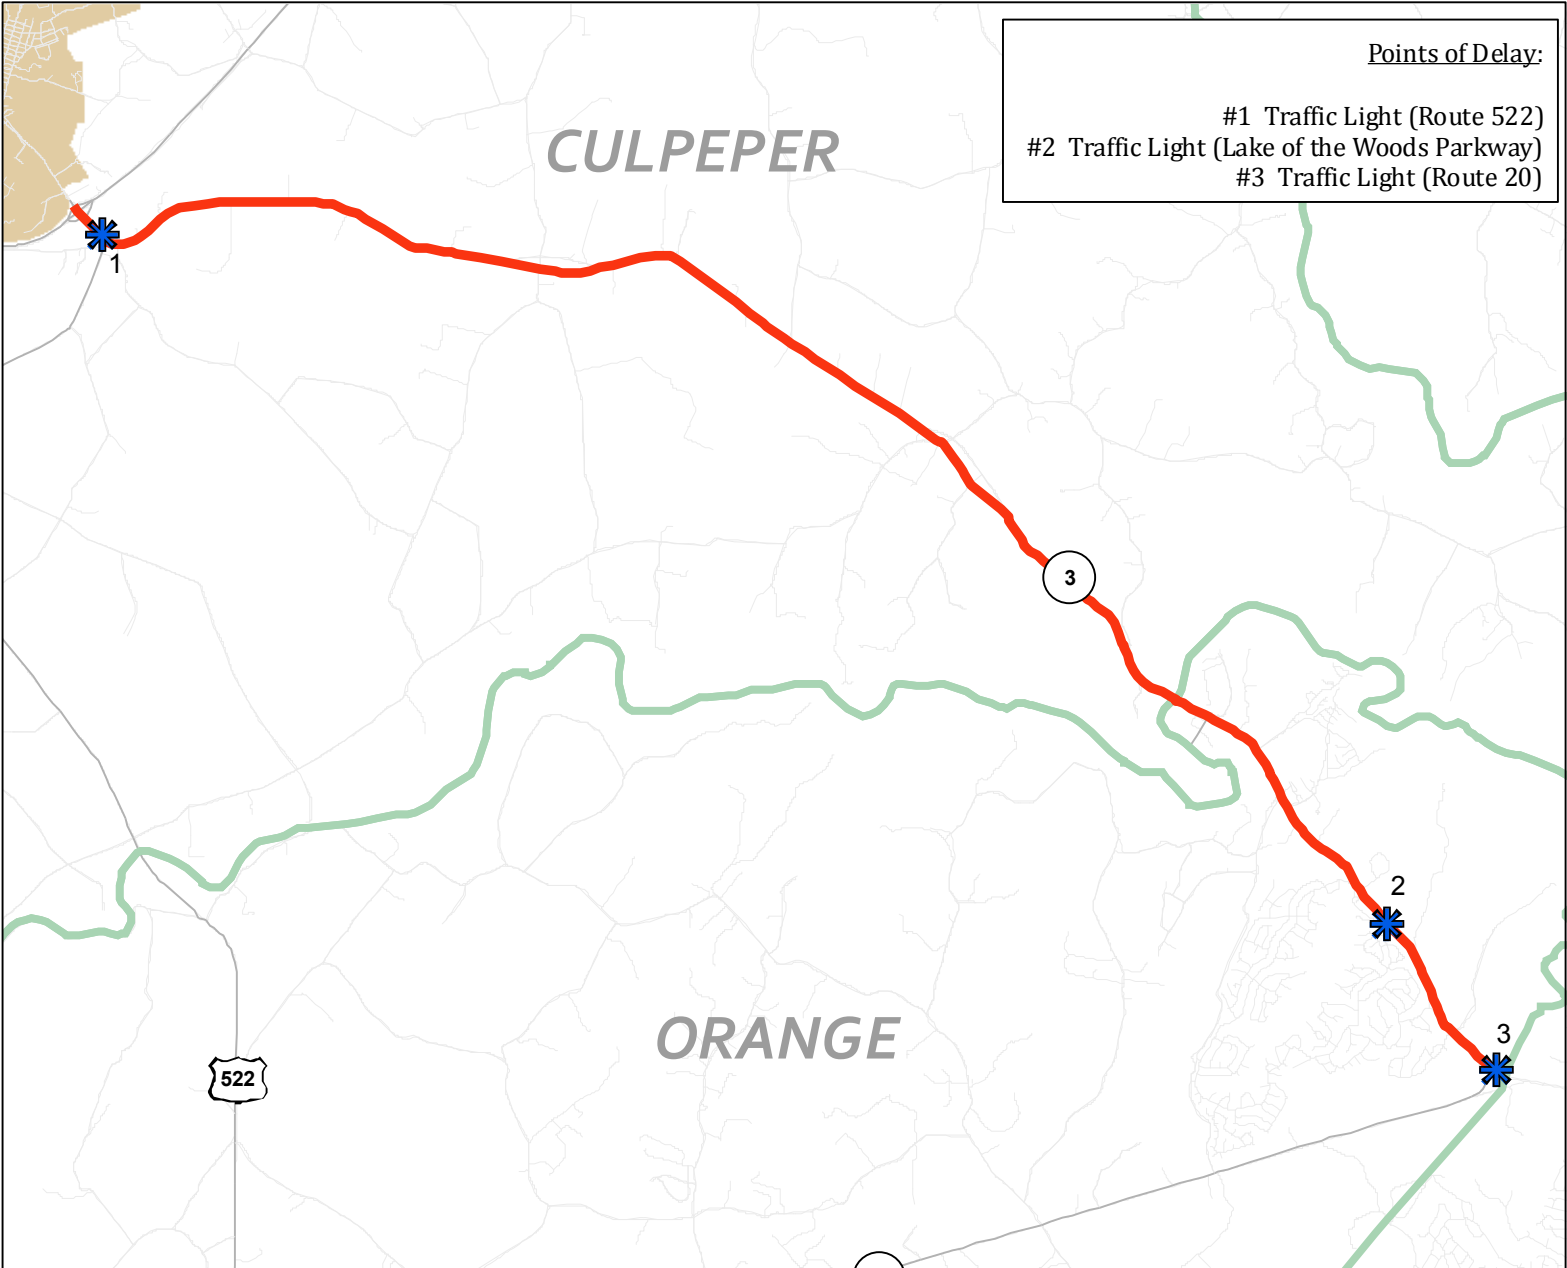 Points of Delay:
#1 Traffic Light (Route 522)
#2 Traffic Light (Lake of the Woods Parkway)
#3 Traffic Light (Route 20)
CULPEPER
1
3
2
ORANGE
3
522